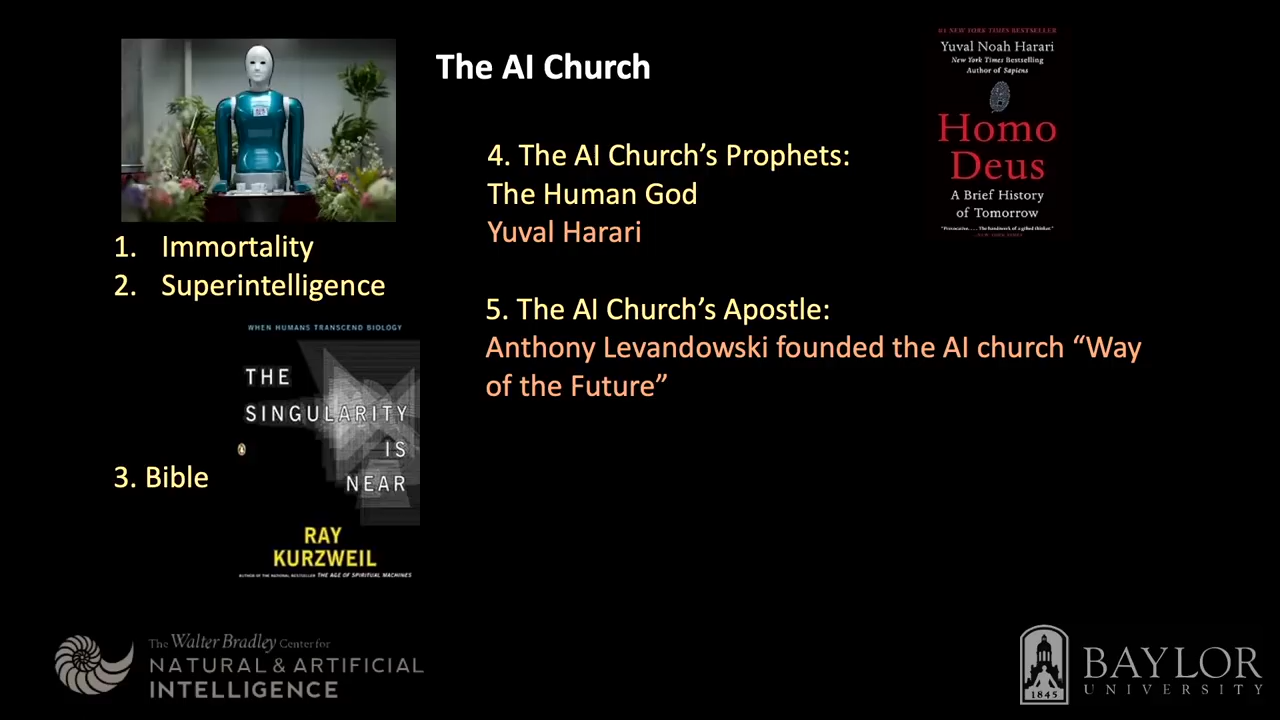 The AI Church
1. Immortality
2. Superintelligence
WHEN HUMANS TRANSCEND BIOLOGY
THE
SINGULARITY
IS
NEAR
RAY
KURZWEIL
AUTHOR OF THE NATIONAL BESTSELLER THE AGE OF SPIRITUAL MACHINES
3. Bible
4. The AI Church’s Prophets:
The Human God
Yuval Harari
5. The AI Church’s Apostle:
Anthony Levandowski founded the AI church “Way
of the Future”
#1 NEW YORK TIMES BESTSELLER
Yuval Noah Harari
New York Times Bestselling
Author of Sapiens
Homo
Deus
A Brief History
of Tomorrow
The Walter Bradley Center for
NATURAL & ARTIFICIAL
INTELLIGENCE
1845
BAYLOR
UNIVERSITY